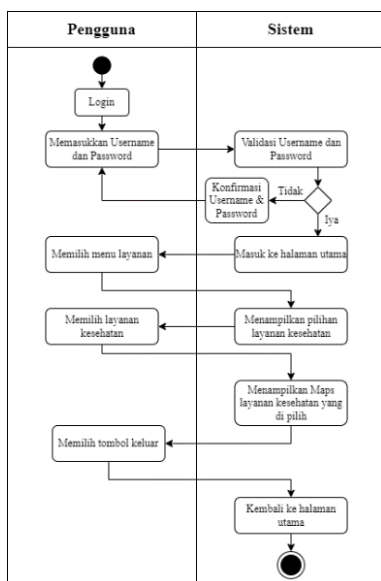 Pengguna
Sistem
Login
Memasukkan Username
dan Password
Validasi Username dan
Password
Konfirmasi
Username &
Password
Tidak
Iya
Memilih menu layanan
Masuk ke halaman utama
Memilih layanan
kesehatan
Menampilkan pilihan
layanan kesehatan
Menampilkan Maps
layanan kesehatan yang
di pilih
Memilih tombol keluar
Kembali ke halaman
utama